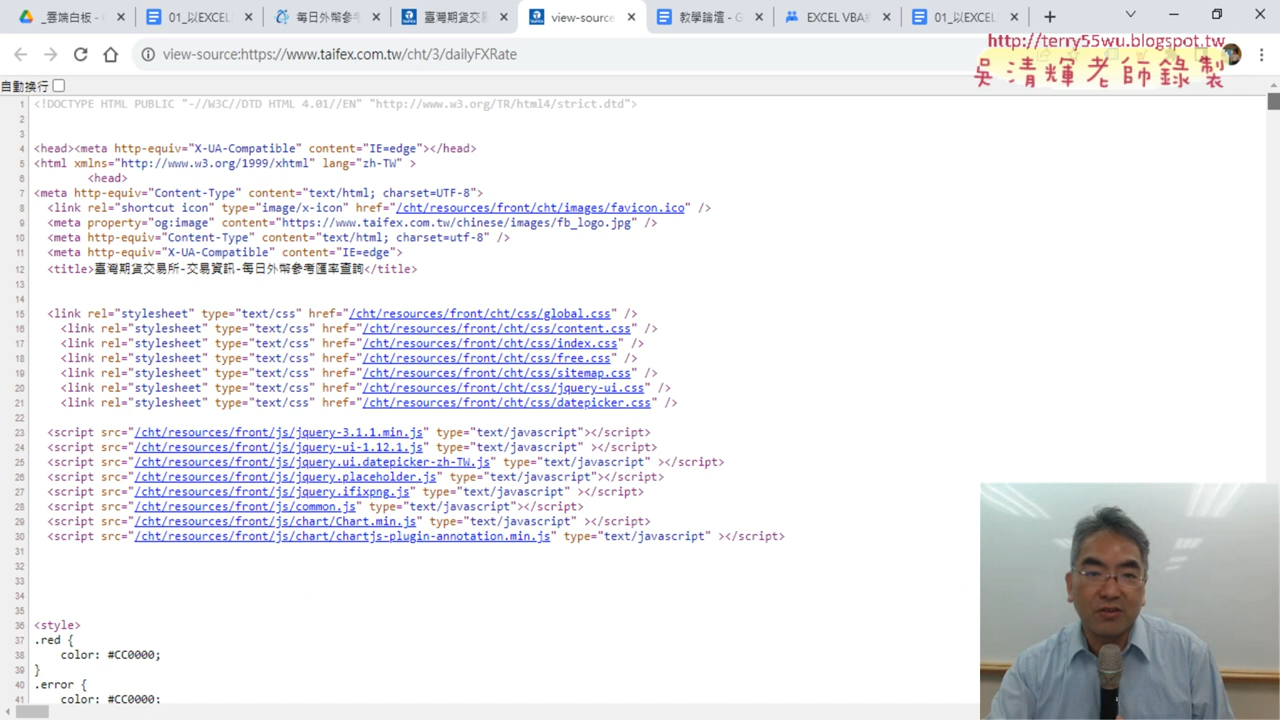 _雲端白板 - 
01_以EXCEL
每日外幣參考
臺灣期貨交易
view-source:
教學論壇 - G
EXCEL VBA
01_以EXCEL
view-source:https://www.taifex.com.tw/cht/3/dailyFXRate
http://terry55wu.blogspot.tw
吳清輝老師錄製
自動換行
1 <!DOCTYPE HTML PUBLIC "-//W3C//DTD HTML 4.01//EN" "http://www.w3.org/TR/html4/strict.dtd">
2
3
4 <head><meta http-equiv="X-UA-Compatible" content="IE=edge"></head>
5 <html xmlns="http://www.w3.org/1999/xhtml" lang="zh-TW" >
6 <head>
7 <meta http-equiv="Content-Type" content="text/html; charset=UTF-8">
8 <link rel="shortcut icon" type="image/x-icon" href="/cht/resources/front/cht/images/favicon.ico" />
9 <meta property="og:image" content="https://www.taifex.com.tw/chinese/images/fb_logo.jpg" />
10 <meta http-equiv="Content-Type" content="text/html; charset=utf-8" />
11 <meta http-equiv="X-UA-Compatible" content="IE=edge">
12 <title>臺灣期貨交易所-交易資訊-每日外幣參考匯率查詢</title>
13
14
15 <link rel="stylesheet" type="text/css" href="/cht/resources/front/cht/css/global.css" />
16 <link rel="stylesheet" type="text/css" href="/cht/resources/front/cht/css/content.css" />
17 <link rel="stylesheet" type="text/css" href="/cht/resources/front/cht/css/index.css" />
18 <link rel="stylesheet" type="text/css" href="/cht/resources/front/cht/css/free.css" />
19 <link rel="stylesheet" type="text/css" href="/cht/resources/front/cht/css/sitemap.css" />
20 <link rel="stylesheet" type="text/css" href="/cht/resources/front/cht/css/jquery-ui.css" />
21 <link rel="stylesheet" type="text/css" href="/cht/resources/front/cht/css/datepicker.css" />
22
23 <script src="/cht/resources/front/js/jquery-3.1.1.min.js" type="text/javascript"></script>
24 <script src="/cht/resources/front/js/jquery-ui-1.12.1.js" type="text/javascript" ></script>
25 <script src="/cht/resources/front/js/jquery.ui.datepicker-zh-TW.js" type="text/javascript" ></script>
26 <script src="/cht/resources/front/js/jquery.placeholder.js" type="text/javascript"></script>
27 <script src="/cht/resources/front/js/jquery.ifixpng.js" type="text/javascript" ></script>
28 <script src="/cht/resources/front/js/common.js" type="text/javascript"></script>
29 <script src="/cht/resources/front/js/chart/Chart.min.js" type="text/javascript" ></script>
30 <script src="/cht/resources/front/js/chart/chartjs-plugin-annotation.min.js" type="text/javascript" ></script>
31
32
33
34
35
36 <style>
37 .red {
38 color: #CC0000;
39 }
40 .error {
41 color: #CC0000;